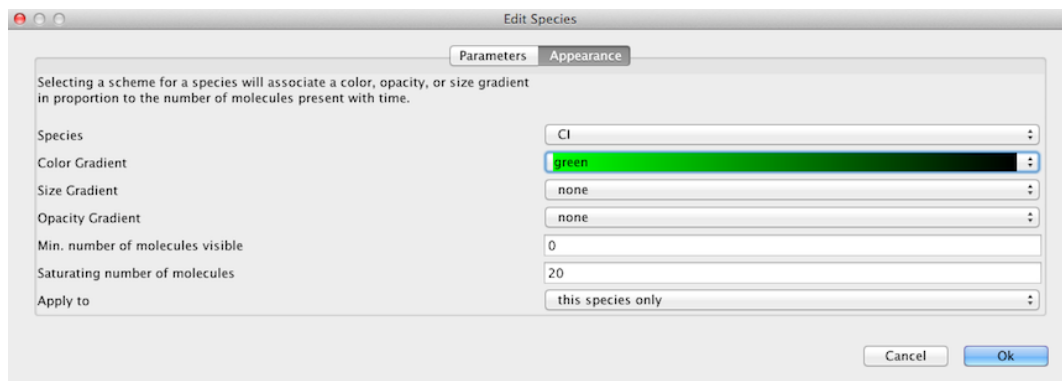 Edit Species
Parameters Appearance
Selecting a scheme for a species will associate a color, opacity, or size gradient
in proportion to the number of molecules present with time.
Species CI
Color Gradient green
Size Gradient none
Opacity Gradient none
Min. number of molecules visible 0
Saturating number of molecules 20
Apply to this species only
Cancel Ok